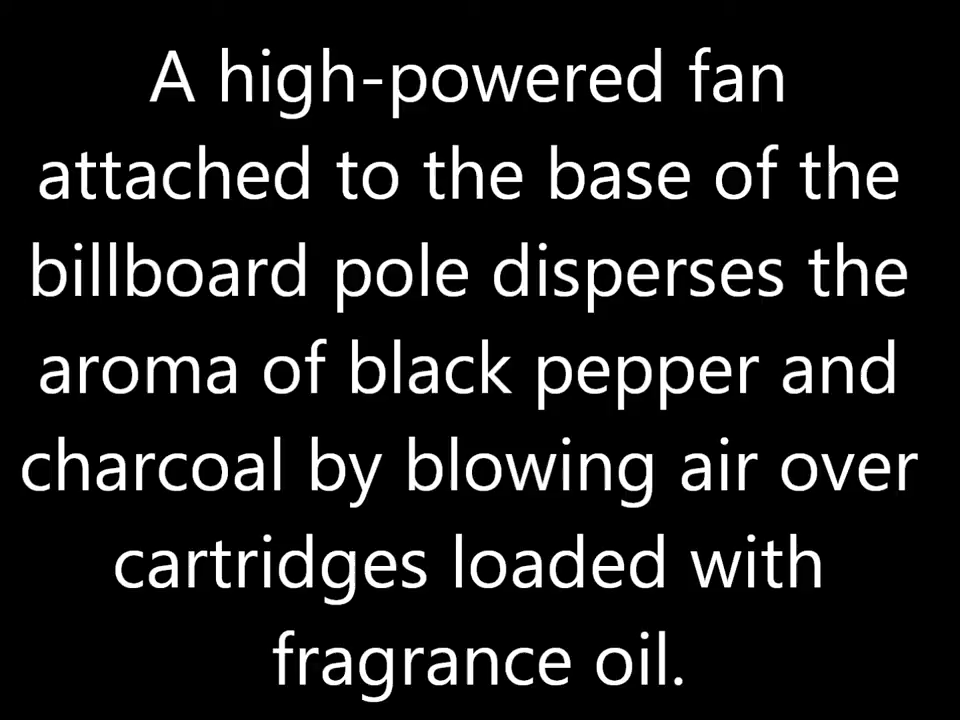 A high-powered fan
attached to the base of the
billboard pole disperses the
aroma of black pepper and
charcoal by blowing air over
cartridges loaded with
fragrance oil.